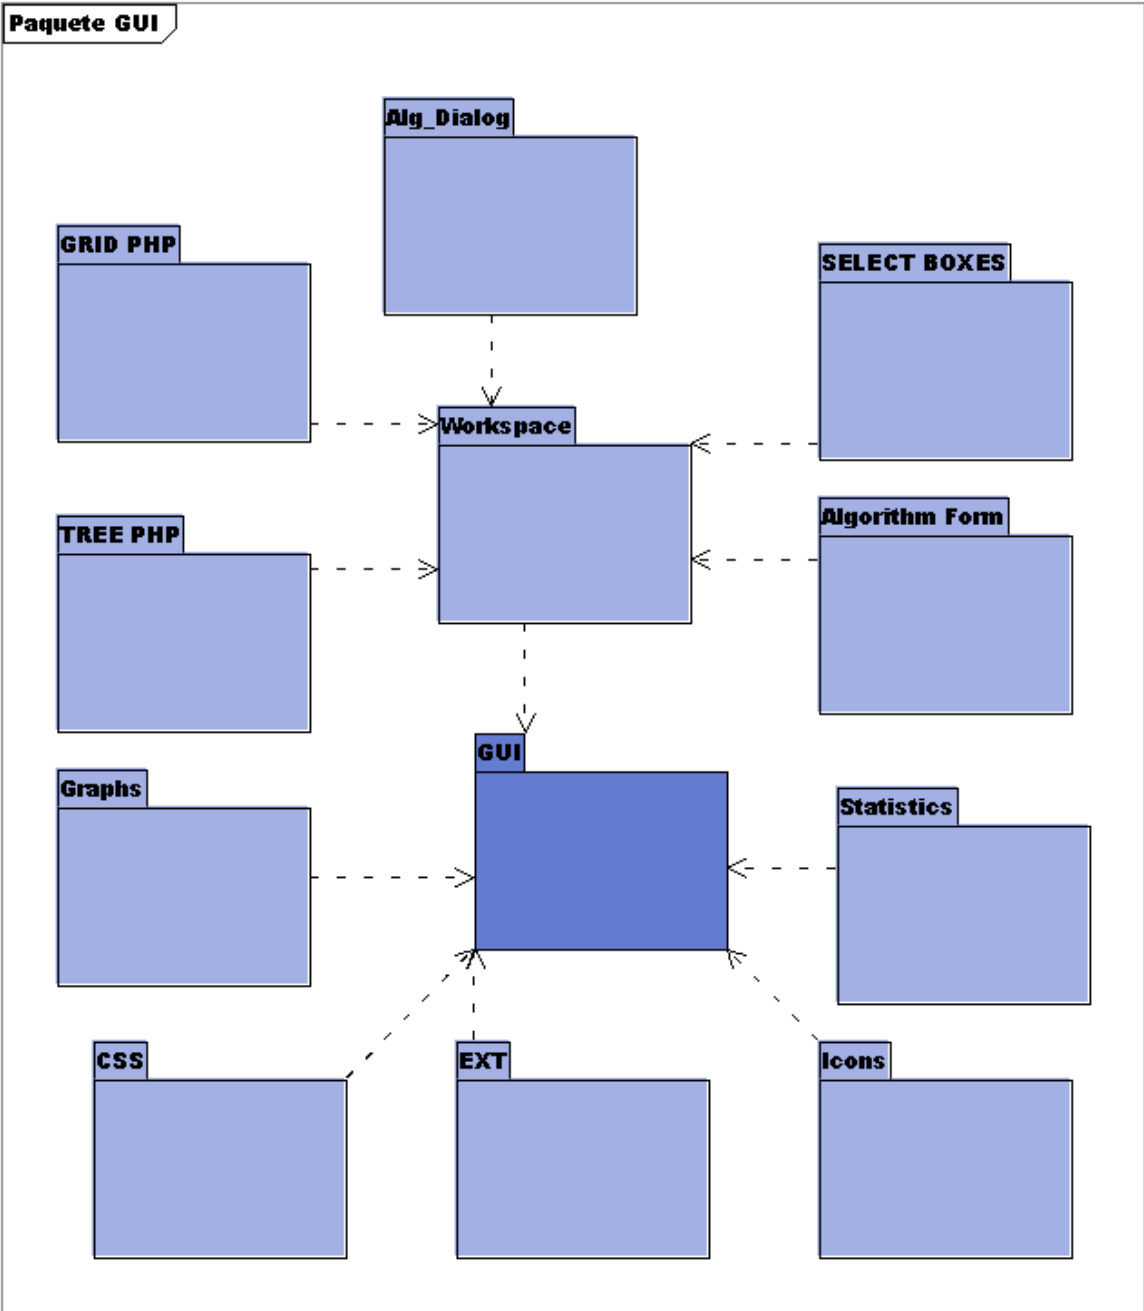 Paquete GUI
Alg_Dialog
GRID PHP
SELECT BOXES
Workspace
Algorithm Form
TREE PHP
GUI
Graphs
Statistics
CSS
EXT
Icons